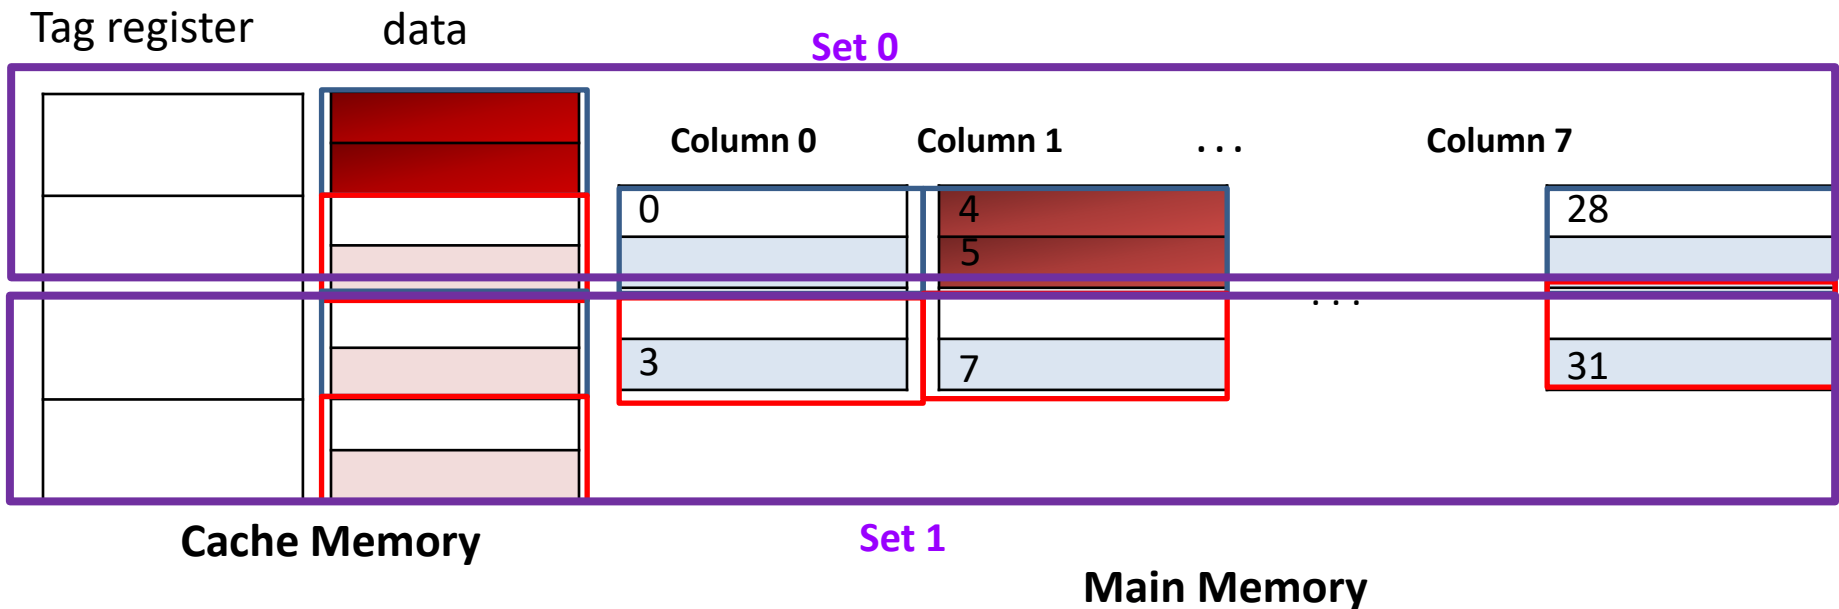 Tag register data
Set 0
Column 0 Column 1 ... Column 7
0 4 28
5
...
3 7 31
Cache Memory
Set 1
Main Memory